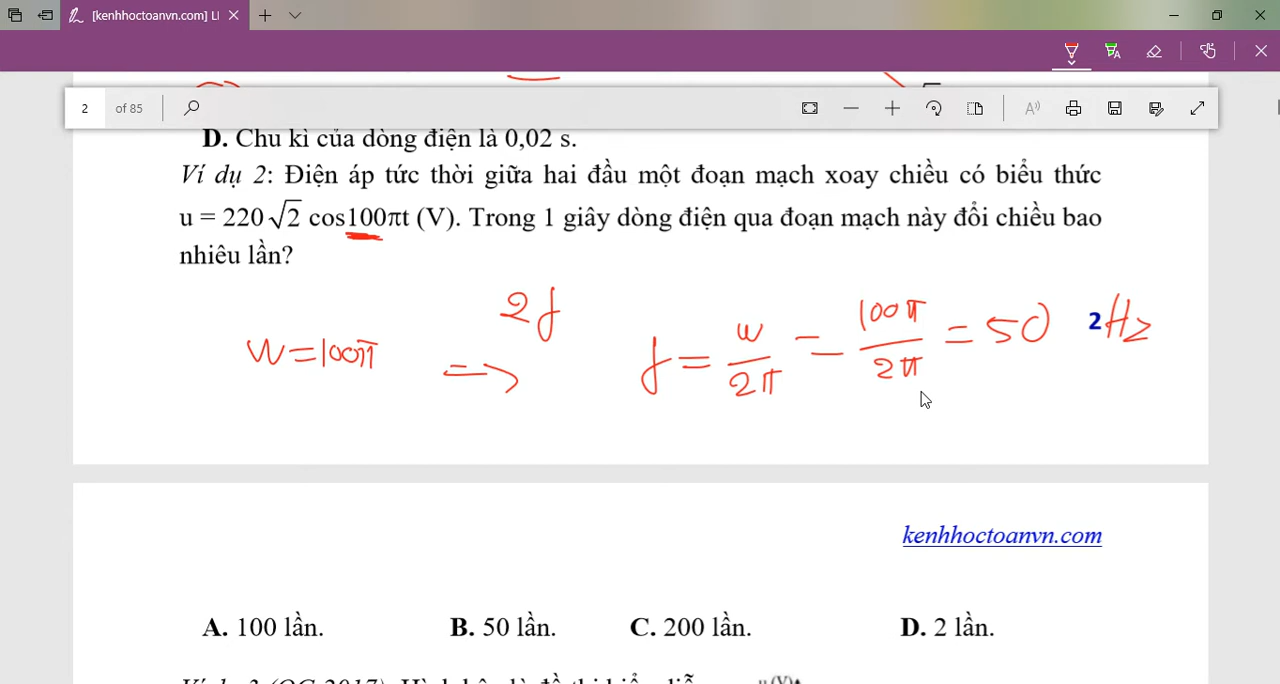 [kenhhoctoanvn.com] LI
2 of 85
D. Chu kì của dòng điện là 0,02 s.
Ví dụ 2: Điện áp tức thời giữa hai đầu một đoạn mạch xoay chiều có biểu thức
u = 220√2 cos100πt (V). Trong 1 giây dòng điện qua đoạn mạch này đổi chiều bao
nhiêu lần?
2f
w = 100π ⇒ f = w/2π = 100π/2π = 50 2 Hz
kenhhoctoanvn.com
A. 100 lần. B. 50 lần. C. 200 lần. D. 2 lần.